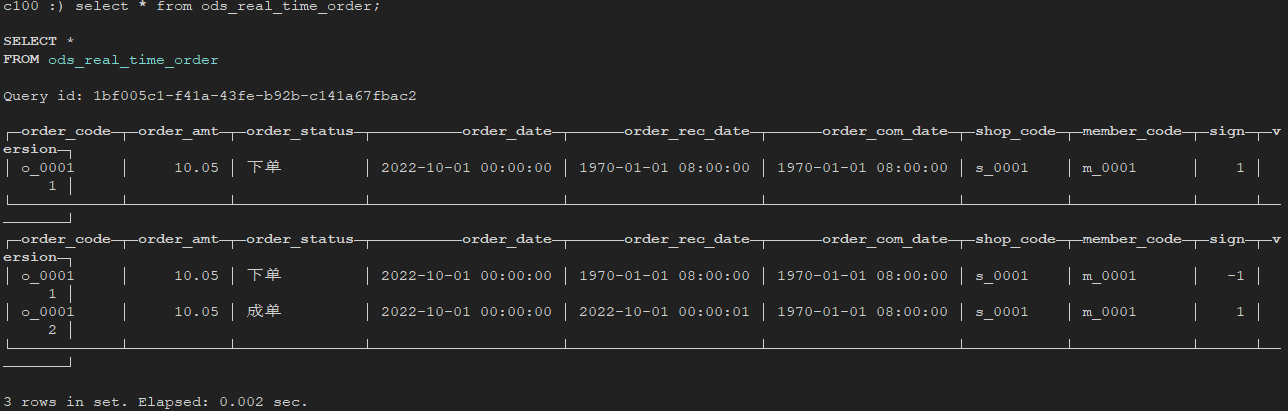 c100 :) select * from ods_real_time_order;
SELECT *
FROM ods_real_time_order
Query id: 1bf005c1-f41a-43fe-b92b-c141a67fbac2
┌─order_code─┬─order_amt─┬─order_status─┬──────────order_date─┬──────order_rec_date─┬──────order_com_date─┬─shop_code─┬─member_code─┬─sign─┬─v
ersion─┐
│ o_0001     │     10.05 │ 下单         │ 2022-10-01 00:00:00 │ 1970-01-01 08:00:00 │ 1970-01-01 08:00:00 │ s_0001    │ m_0001      │    1 │
     1 │
└────────────┴───────────┴──────────────┴─────────────────────┴─────────────────────┴─────────────────────┴───────────┴─────────────┴──────┴──
───────┘
┌─order_code─┬─order_amt─┬─order_status─┬──────────order_date─┬──────order_rec_date─┬──────order_com_date─┬─shop_code─┬─member_code─┬─sign─┬─v
ersion─┐
│ o_0001     │     10.05 │ 下单         │ 2022-10-01 00:00:00 │ 1970-01-01 08:00:00 │ 1970-01-01 08:00:00 │ s_0001    │ m_0001      │   -1 │
     1 │
│ o_0001     │     10.05 │ 成单         │ 2022-10-01 00:00:00 │ 2022-10-01 00:00:01 │ 1970-01-01 08:00:00 │ s_0001    │ m_0001      │    1 │
     2 │
└────────────┴───────────┴──────────────┴─────────────────────┴─────────────────────┴─────────────────────┴───────────┴─────────────┴──────┴──
───────┘
3 rows in set. Elapsed: 0.002 sec.